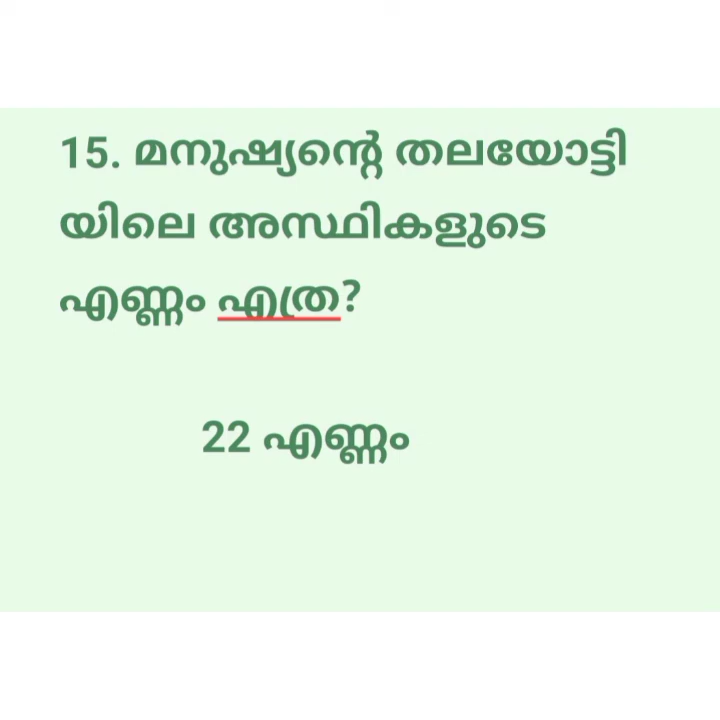 15. മനുഷ്യന്റെ തലയോട്ടി
യിലെ അസ്ഥികളുടെ
എണ്ണം എത്ര?
22 എണ്ണം